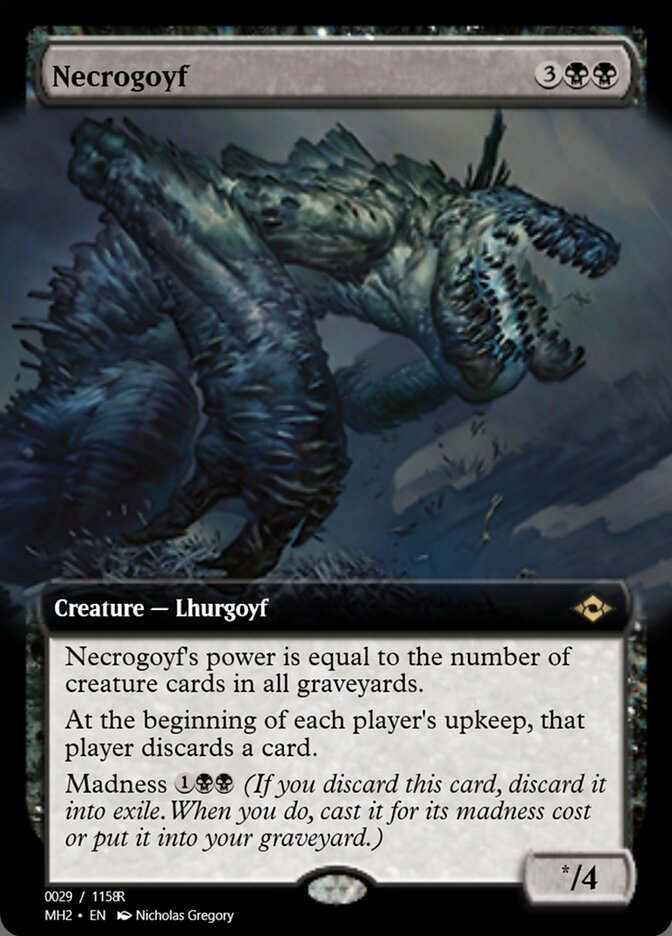 Necrogoyf 3
Creature — Lhurgoyf
Necrogoyf's power is equal to the number of
creature cards in all graveyards.
At the beginning of each player's upkeep, that
player discards a card.
Madness 1 (If you discard this card, discard it
into exile. When you do, cast it for its madness cost
or put it into your graveyard.)
*/4
0029 / 1158R
MH2 • EN Nicholas Gregory